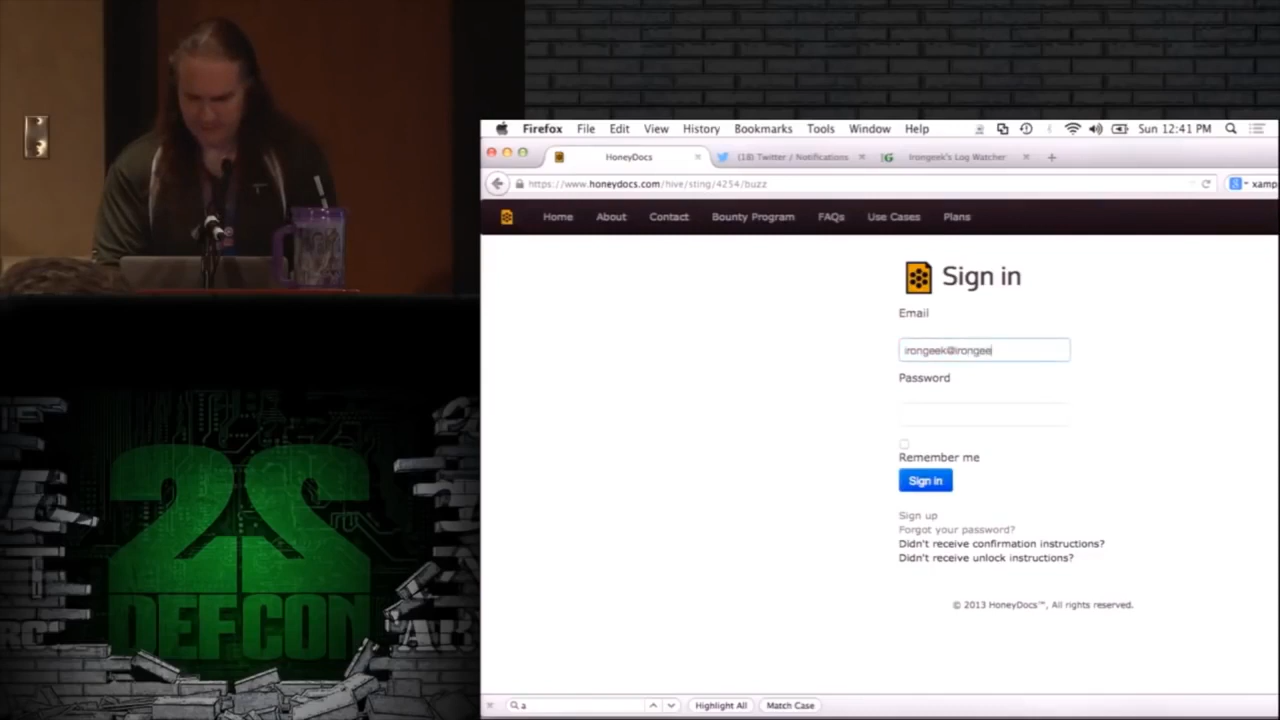 Firefox File Edit View History Bookmarks Tools Window Help Sun 12:41 PM
HoneyDocs (18) Twitter / Notifications Irongeek's Log Watcher
https://www.honeydocs.com/hive/sting/4254/buzz xamp
Home About Contact Bounty Program FAQs Use Cases Plans
Sign in
Email
irongeek@irongee
Password
Remember me
Sign in
Sign up
Forgot your password?
Didn't receive confirmation instructions?
Didn't receive unlock instructions?
© 2013 HoneyDocs™, All rights reserved.
a Highlight All Match Case
22
DEFCON